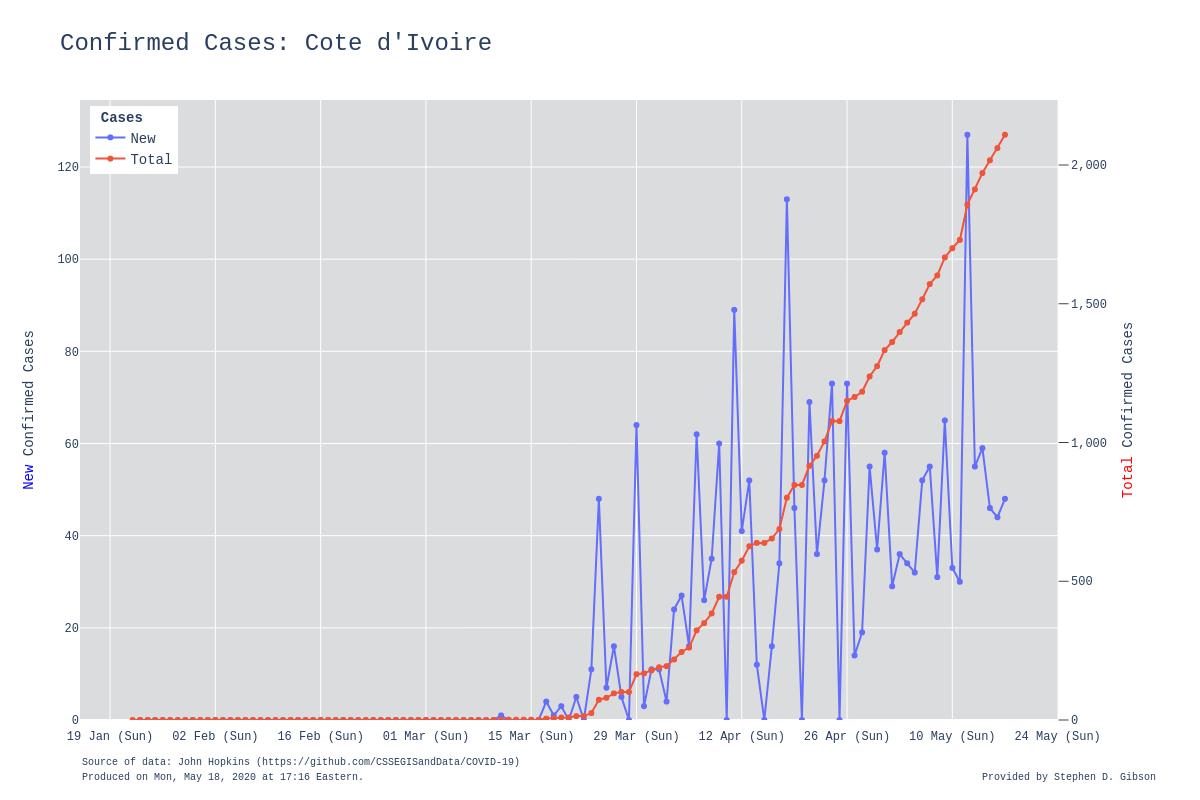 Confirmed Cases: Cote d'Ivoire
Cases
New
Total
120
100
80
60
40
20
0
2,000
1,500
1,000
500
0
New Confirmed Cases
Total Confirmed Cases
19 Jan (Sun)
02 Feb (Sun)
16 Feb (Sun)
01 Mar (Sun)
15 Mar (Sun)
29 Mar (Sun)
12 Apr (Sun)
26 Apr (Sun)
10 May (Sun)
24 May (Sun)
Source of data: John Hopkins (https://github.com/CSSEGISandData/COVID-19)
Produced on Mon, May 18, 2020 at 17:16 Eastern.
Provided by Stephen D. Gibson